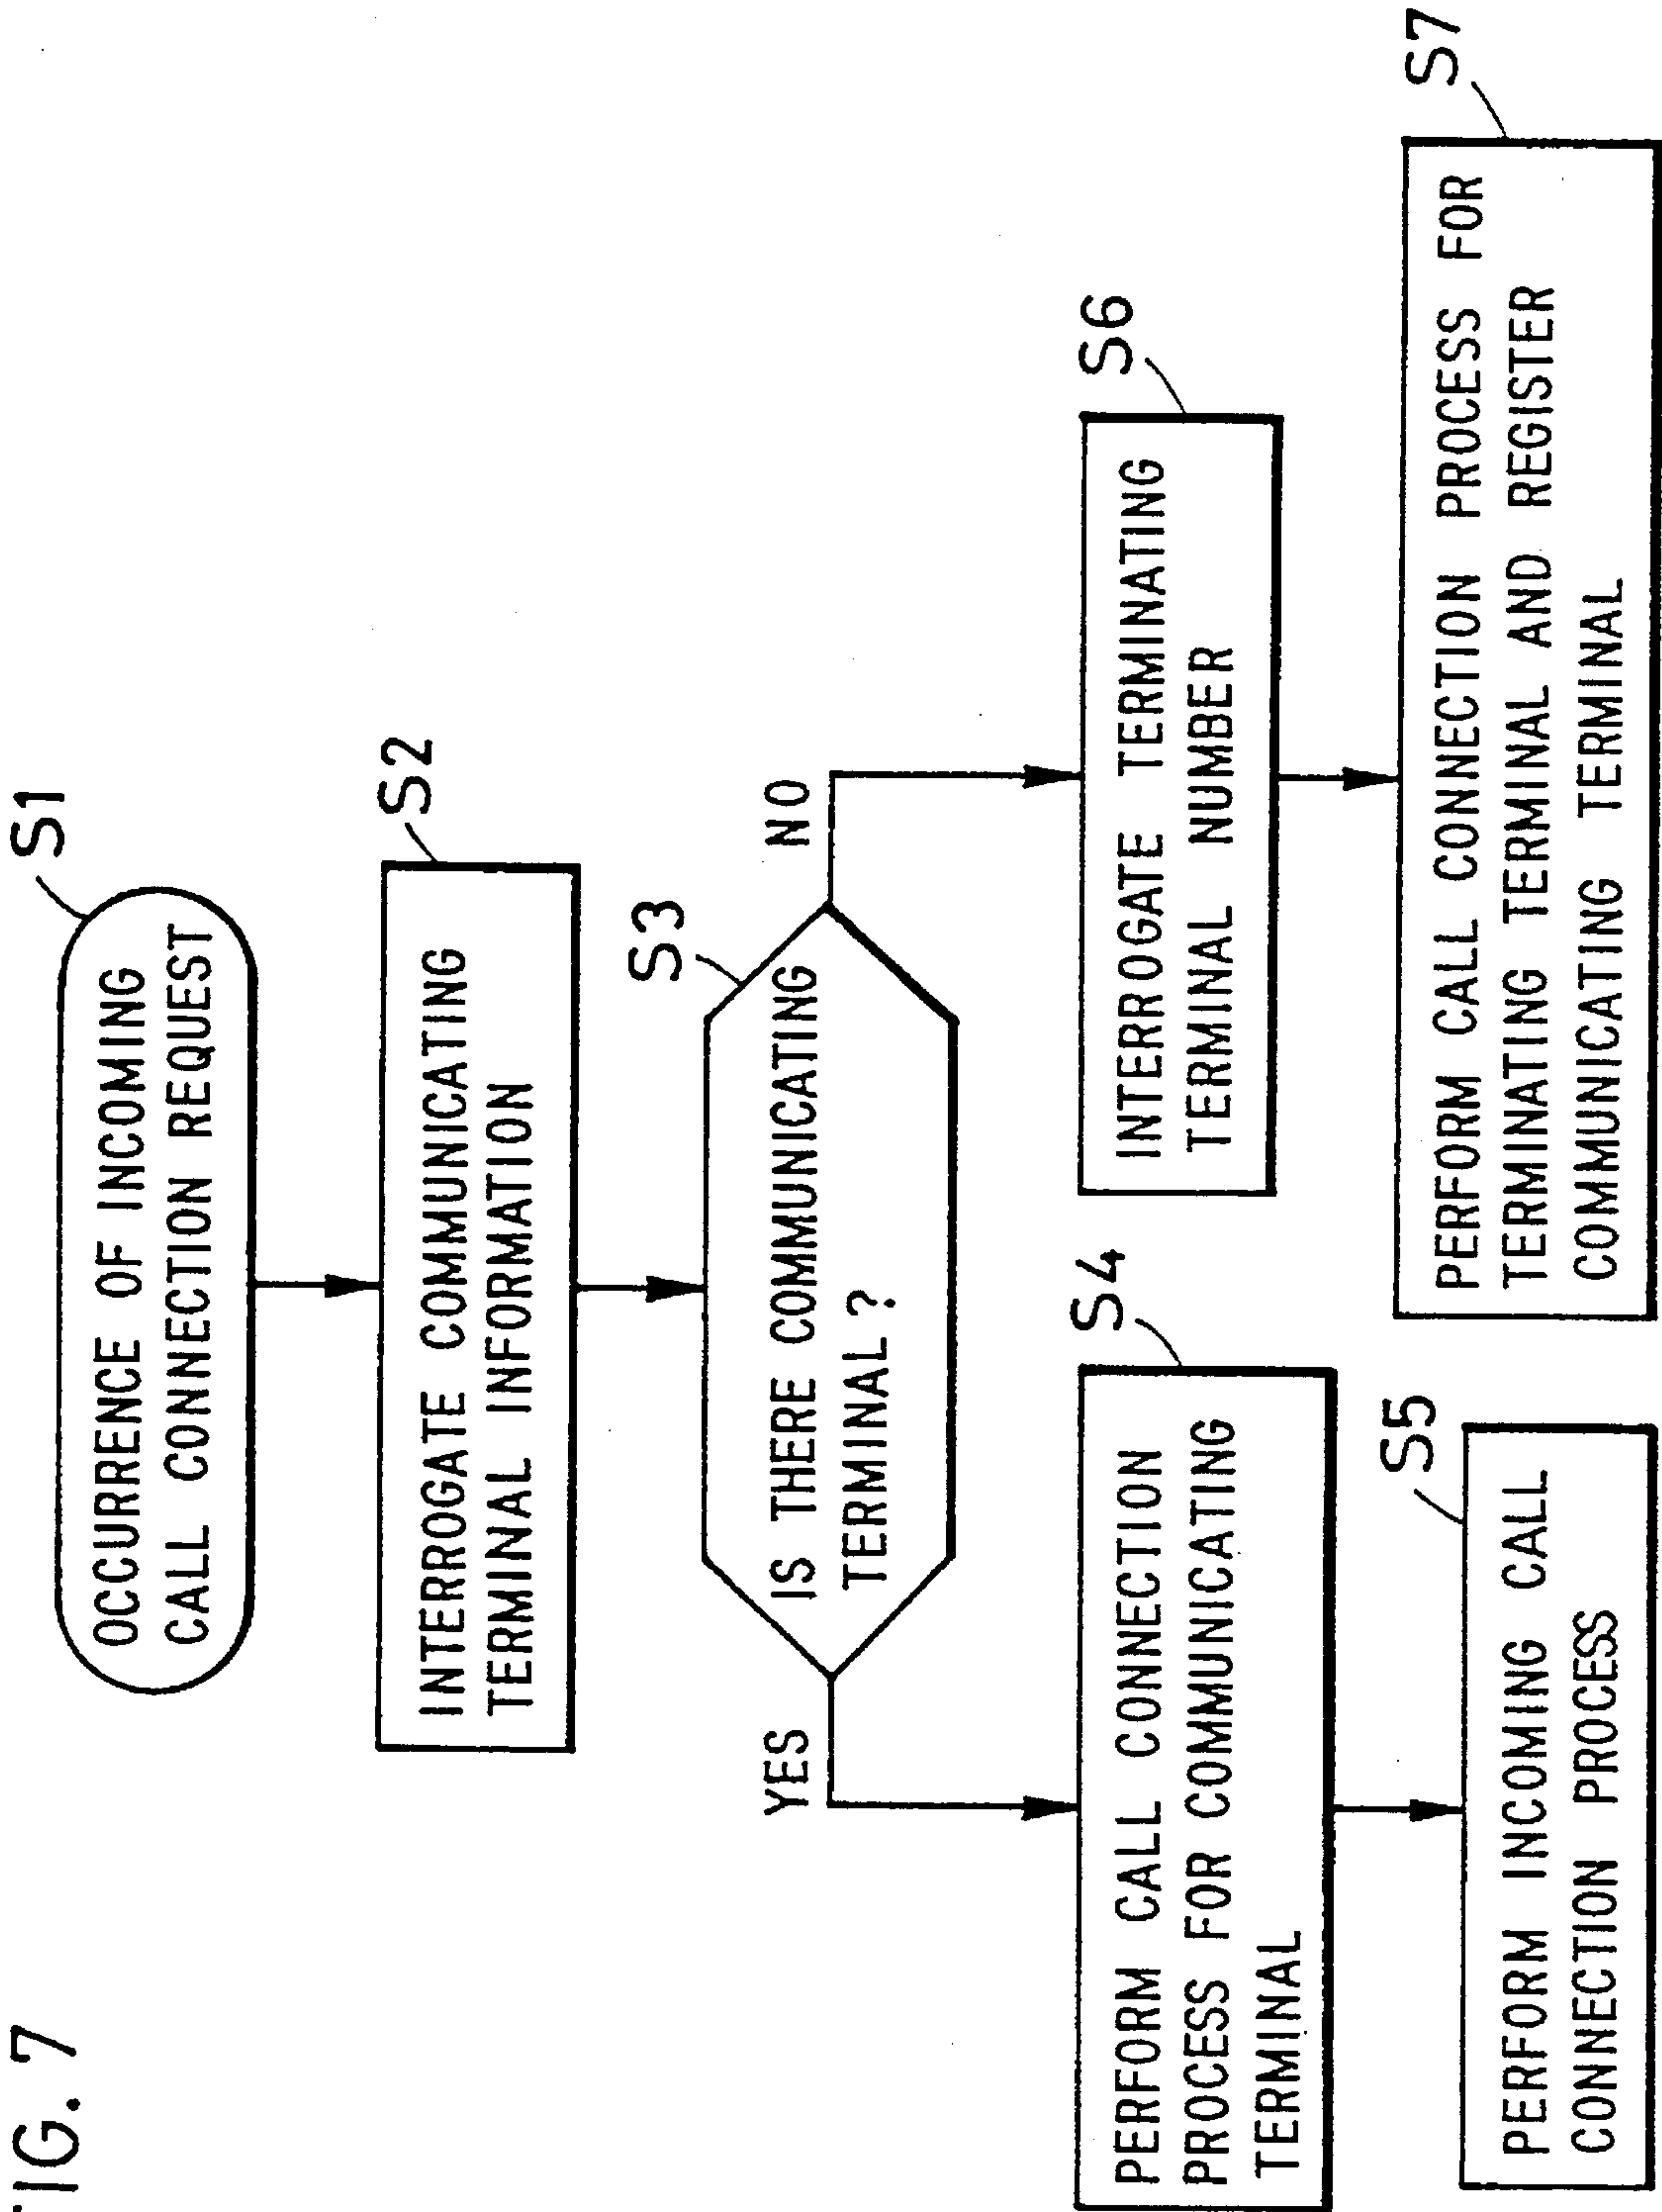 FIG. 7
S1
OCCURRENCE OF INCOMING
CALL CONNECTION REQUEST
S2
INTERROGATE COMMUNICATING
TERMINAL INFORMATION
S3
IS THERE COMMUNICATING
TERMINAL?
YES
NO
S4
PERFORM CALL CONNECTION
PROCESS FOR COMMUNICATING
TERMINAL
S5
PERFORM INCOMING CALL
CONNECTION PROCESS
S6
INTERROGATE TERMINATING
TERMINAL NUMBER
S7
PERFORM CALL CONNECTION PROCESS FOR
TERMINATING TERMINAL AND REGISTER
COMMUNICATING TERMINAL